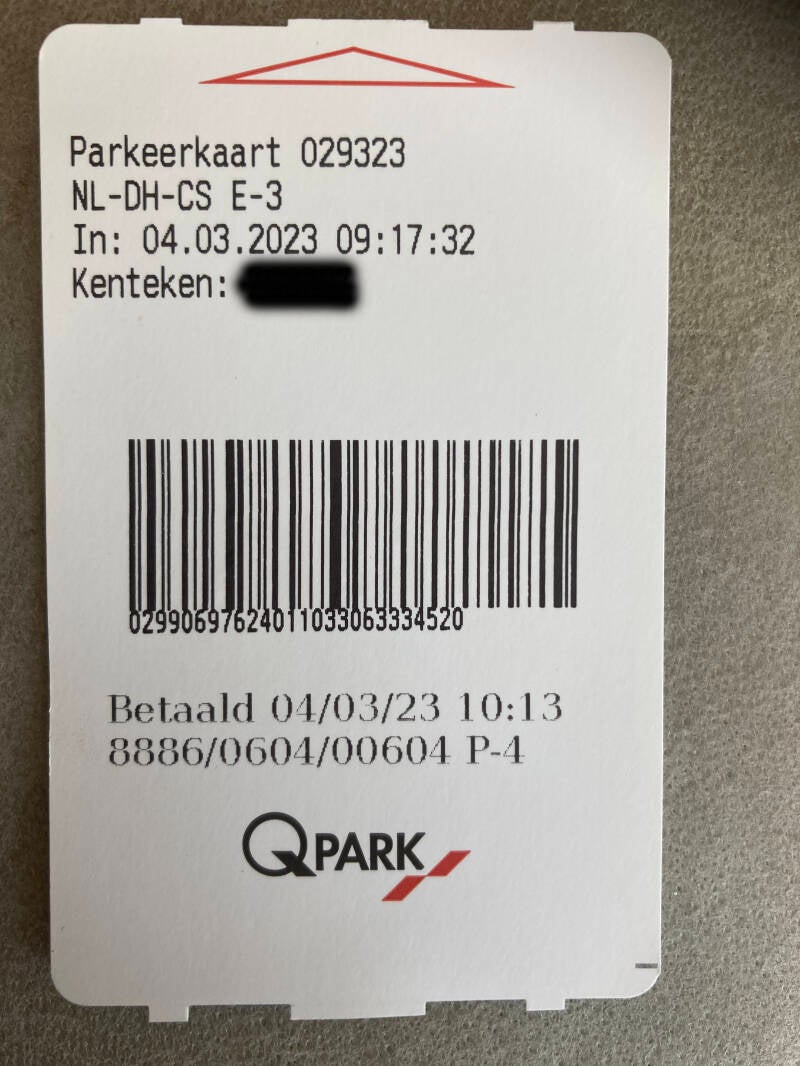 Parkeerkaart 029323
NL-DH-CS E-3
In: 04.03.2023 09:17:32
Kenteken:
02990697624011033063334520
Betaald 04/03/23 10:13
8886/0604/00604 P-4
QPARK